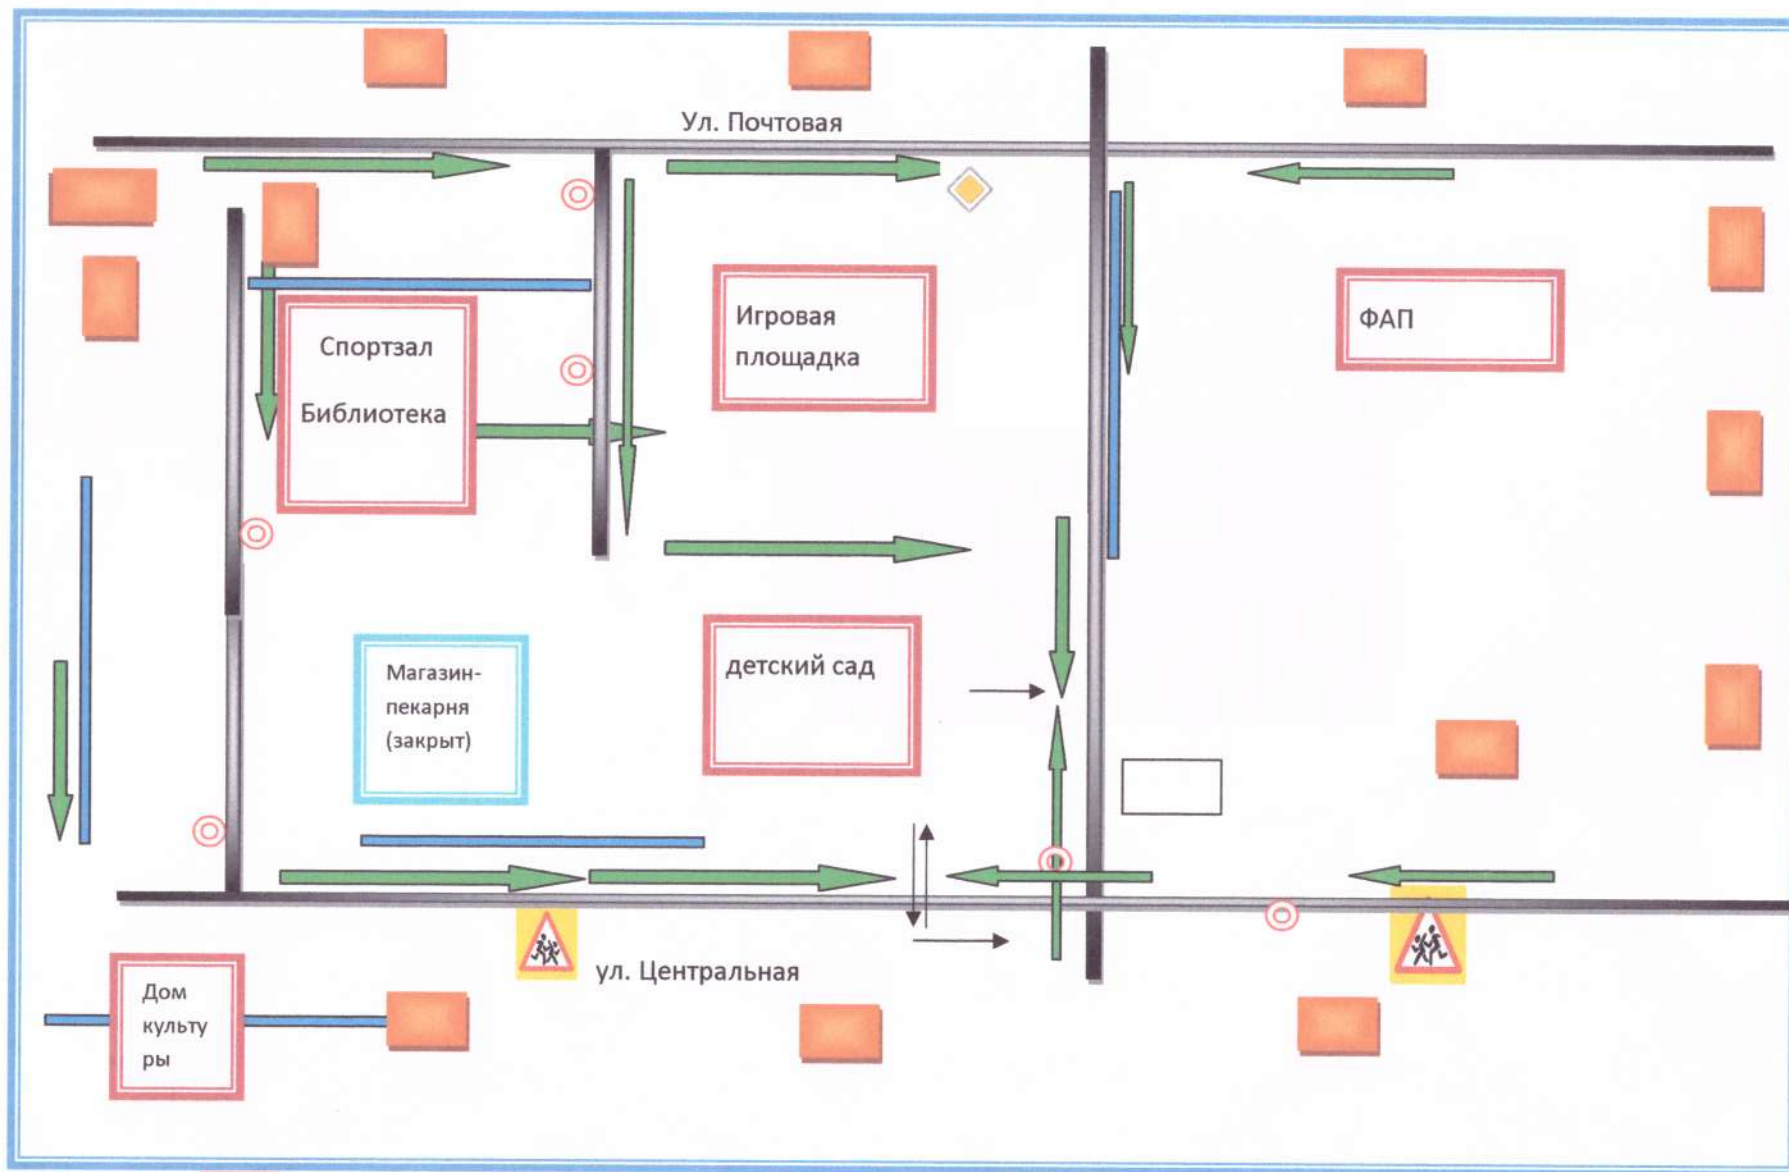 Ул. Почтовая
Спортзал
Библиотека
Игровая
площадка
ФАП
Магазин-
пекарня
(закрыт)
детский сад
ул. Центральная
Дом
культу
ры